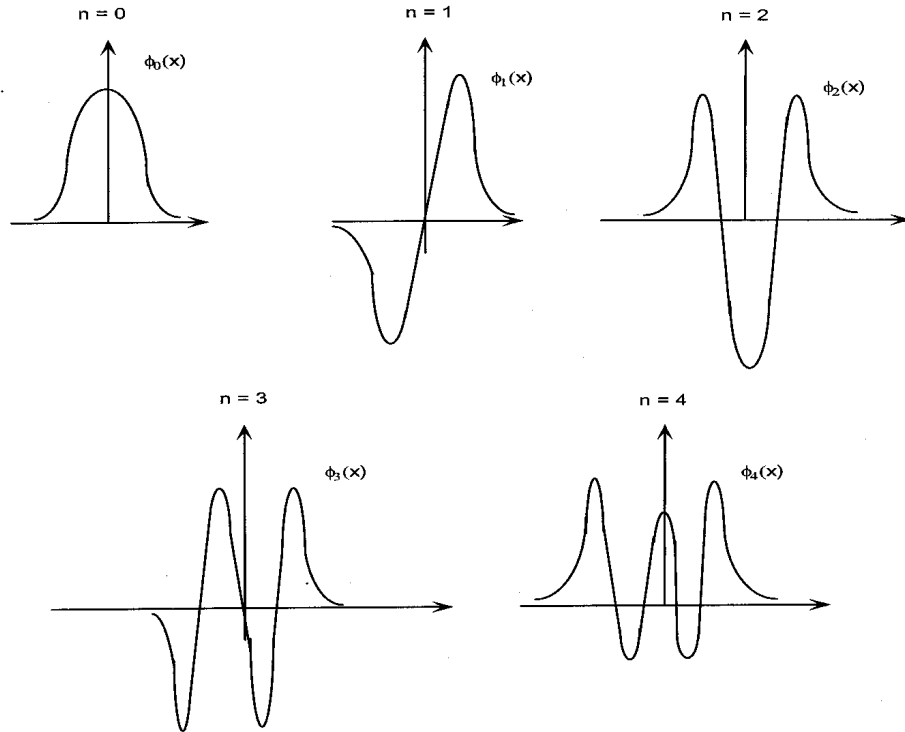 n = 0
n = 1
n = 2
ϕ₀(x)
ϕ₁(x)
ϕ₂(x)
n = 3
n = 4
ϕ₃(x)
ϕ₄(x)